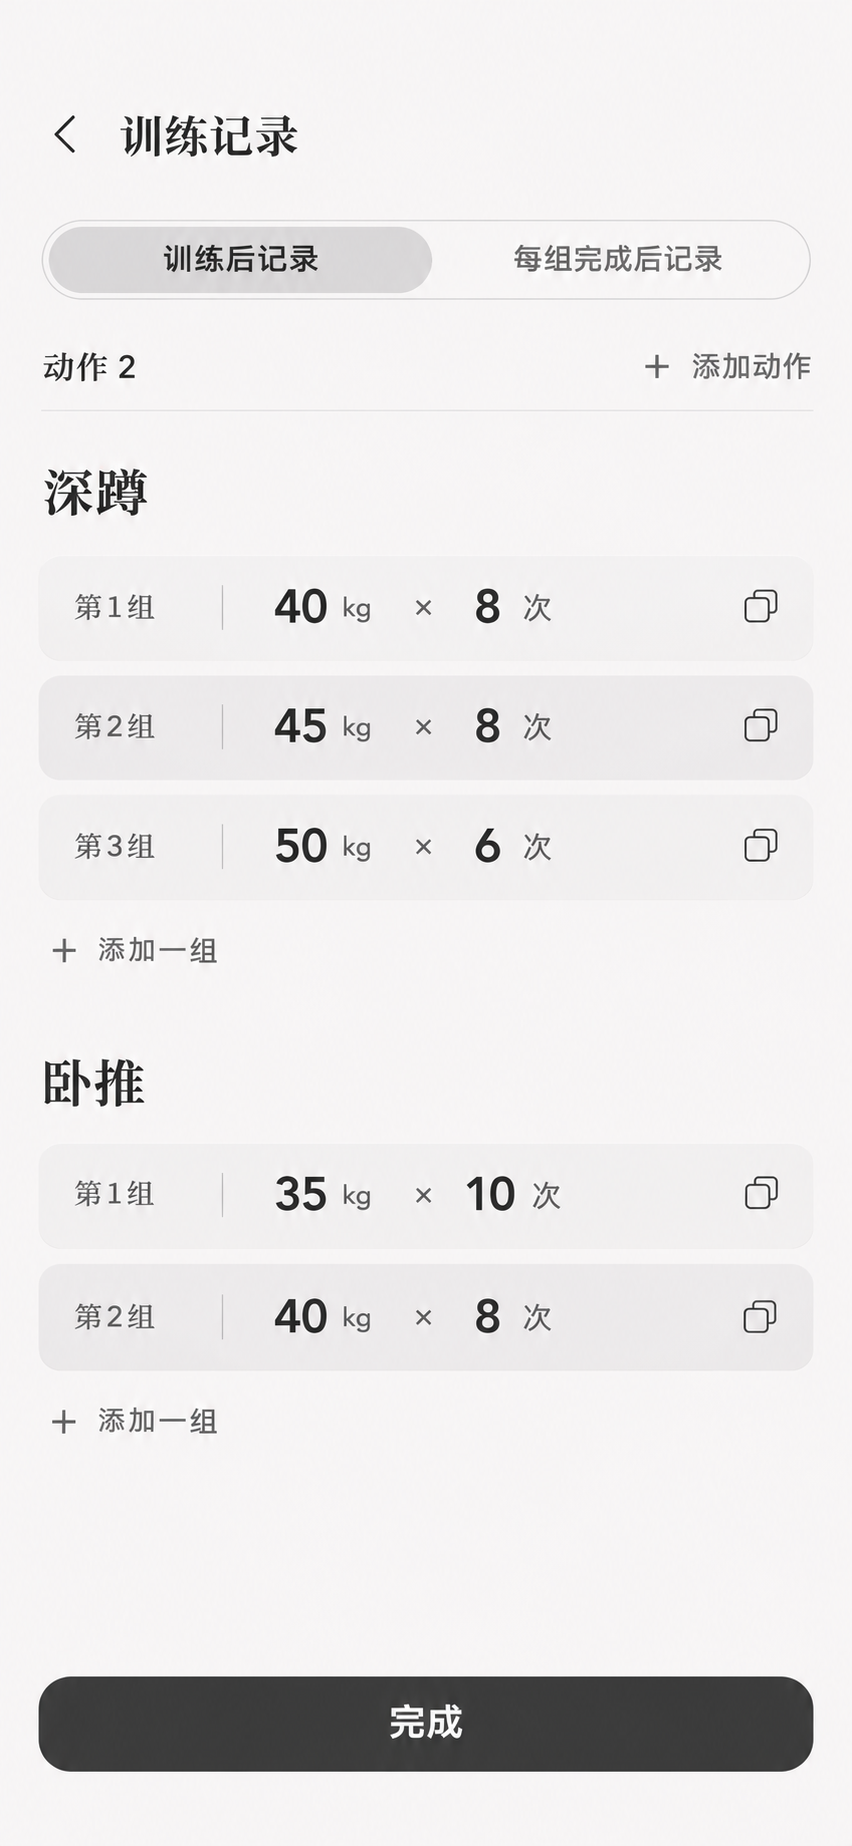 训练记录
训练后记录 每组完成后记录
动作 2 + 添加动作
深蹲
第1组 40 kg × 8 次
第2组 45 kg × 8 次
第3组 50 kg × 6 次
+ 添加一组
卧推
第1组 35 kg × 10 次
第2组 40 kg × 8 次
+ 添加一组
完成